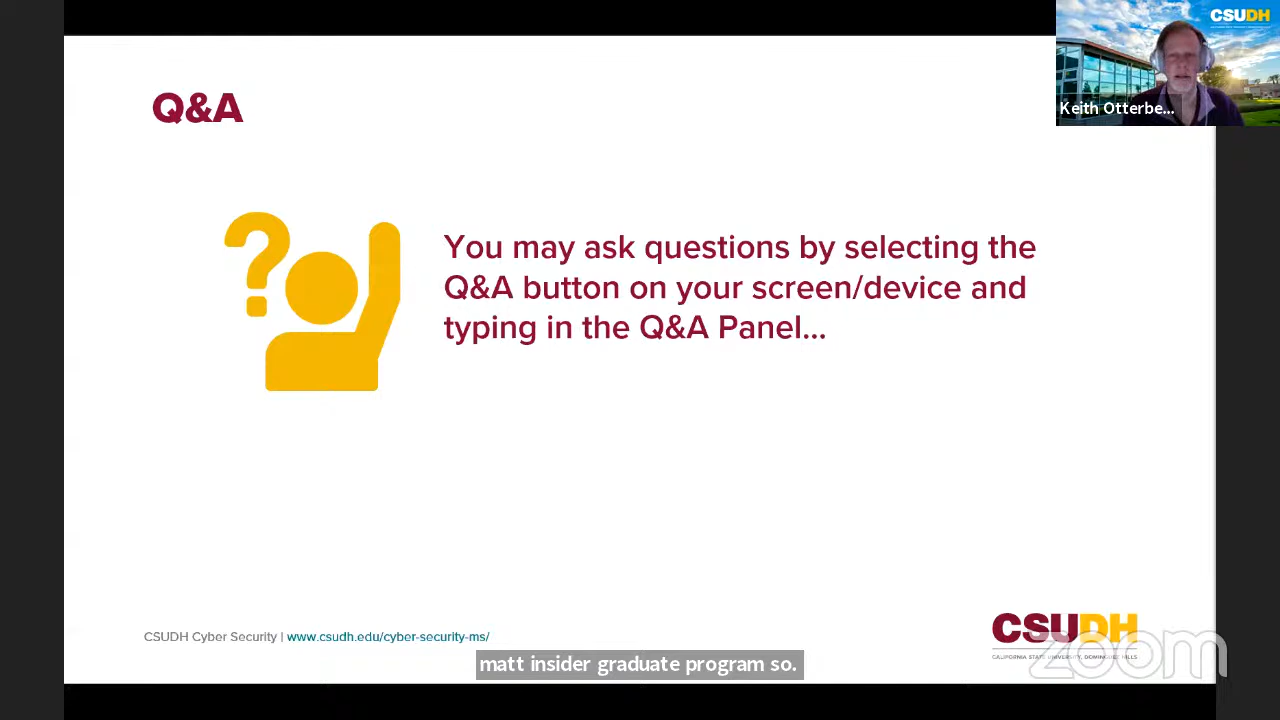 CSUDH
Keith Otterbe...
Q&A
?
You may ask questions by selecting the
Q&A button on your screen/device and
typing in the Q&A Panel...
CSUDH Cyber Security | www.csudh.edu/cyber-security-ms/
CSUDH
CALIFORNIA STATE UNIVERSITY, DOMINGUEZ HILLS
zoom
matt insider graduate program so.